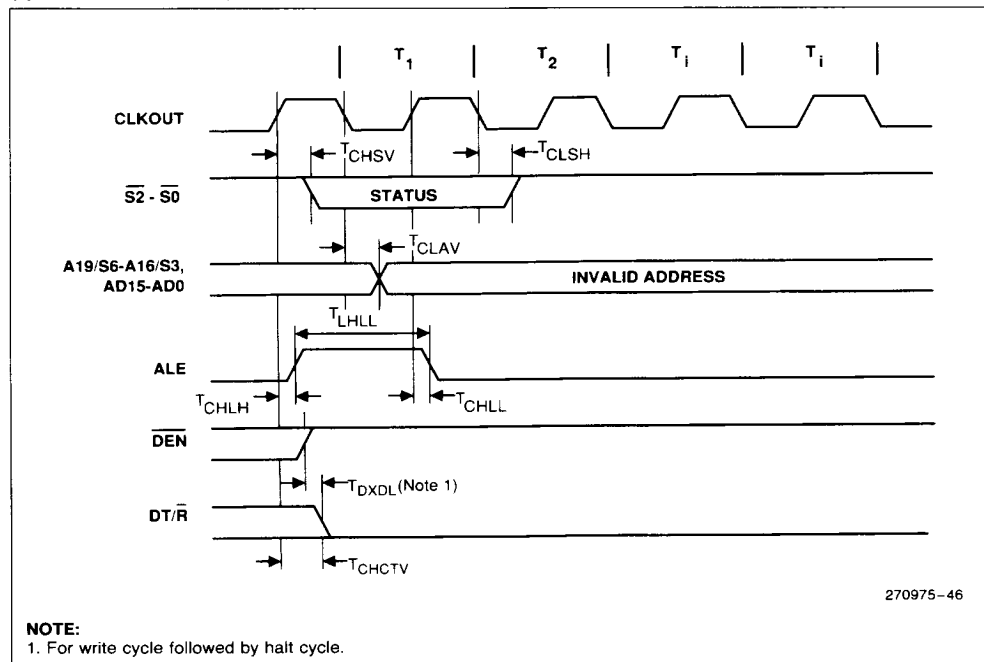 T1 T2 Ti Ti
CLKOUT
TCHSV TCLSH
S2 - S0 STATUS
TCLAV
A19/S6-A16/S3,
AD15-AD0 INVALID ADDRESS
TLHLL
ALE
TCHLH TCHLL
DEN
TDXDL(Note 1)
DT/R
TCHCTV
270975-46
NOTE:
1. For write cycle followed by halt cycle.